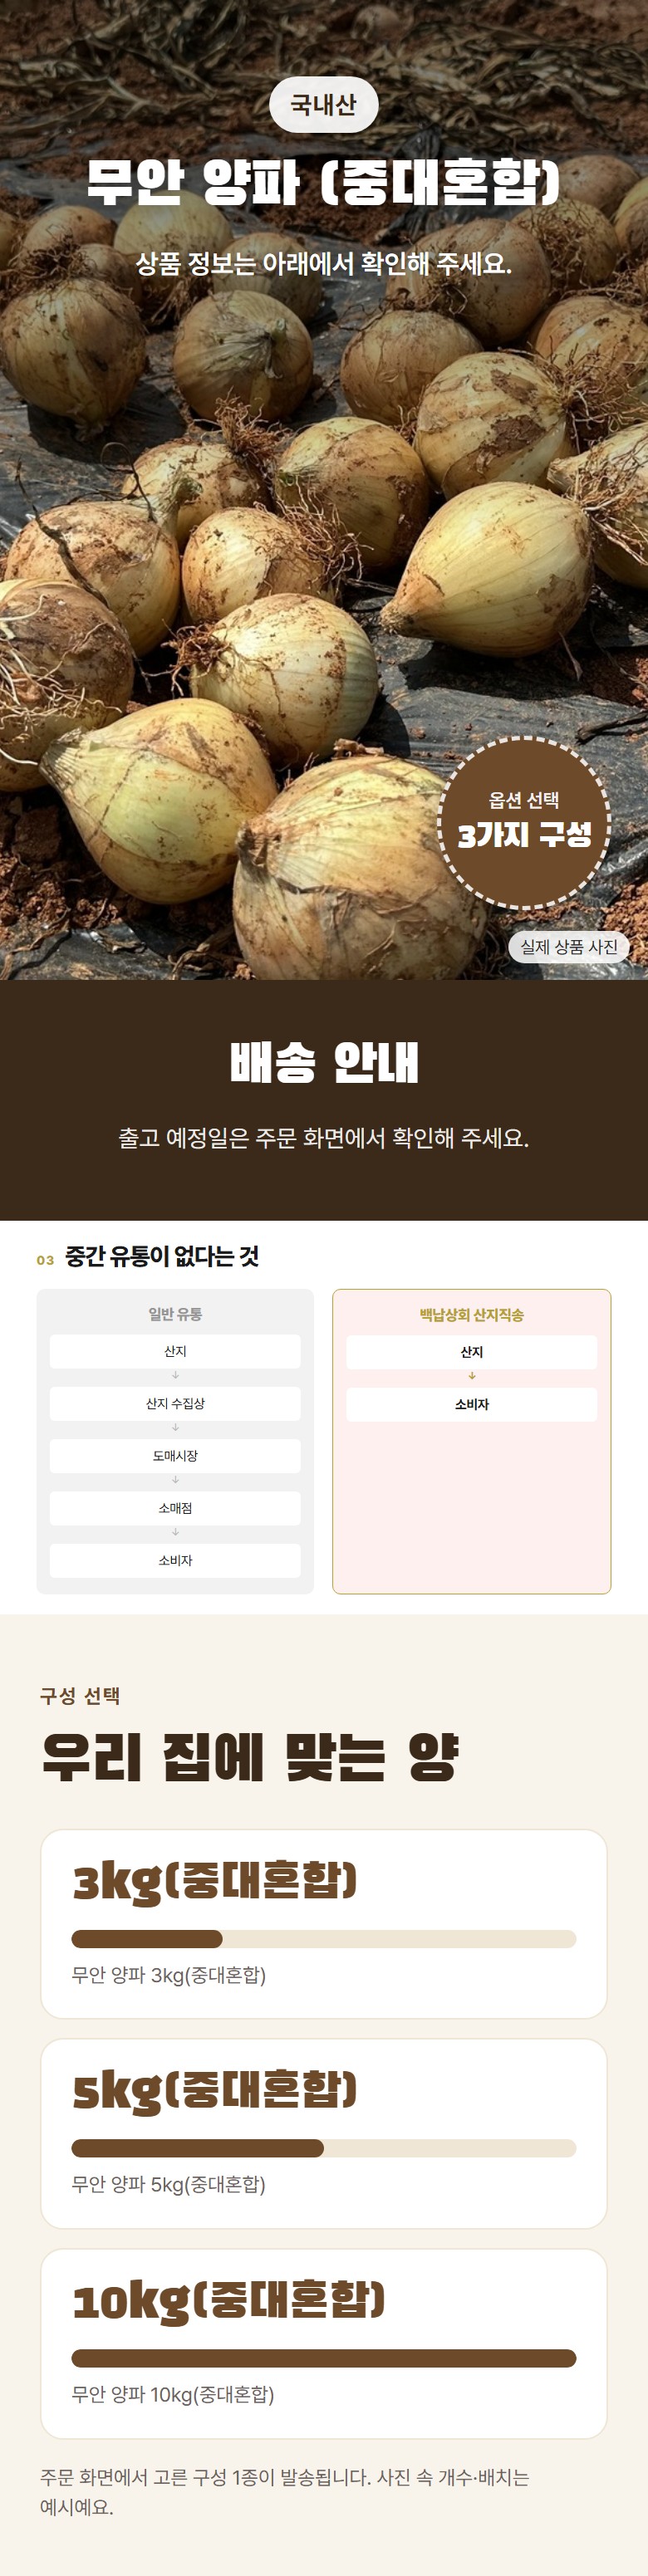 국내산
무안 양파 (중대혼합)
상품 정보는 아래에서 확인해 주세요.
옵션 선택
3가지 구성
실제 상품 사진
배송 안내
출고 예정일은 주문 화면에서 확인해 주세요.
03 중간 유통이 없다는 것
일반 유통
산지
↓
산지 수집상
↓
도매시장
↓
소매점
↓
소비자
백납상회 산지직송
산지
↓
소비자
구성 선택
우리 집에 맞는 양
3kg(중대혼합)
무안 양파 3kg(중대혼합)
5kg(중대혼합)
무안 양파 5kg(중대혼합)
10kg(중대혼합)
무안 양파 10kg(중대혼합)
주문 화면에서 고른 구성 1종이 발송됩니다. 사진 속 개수·배치는
예시예요.